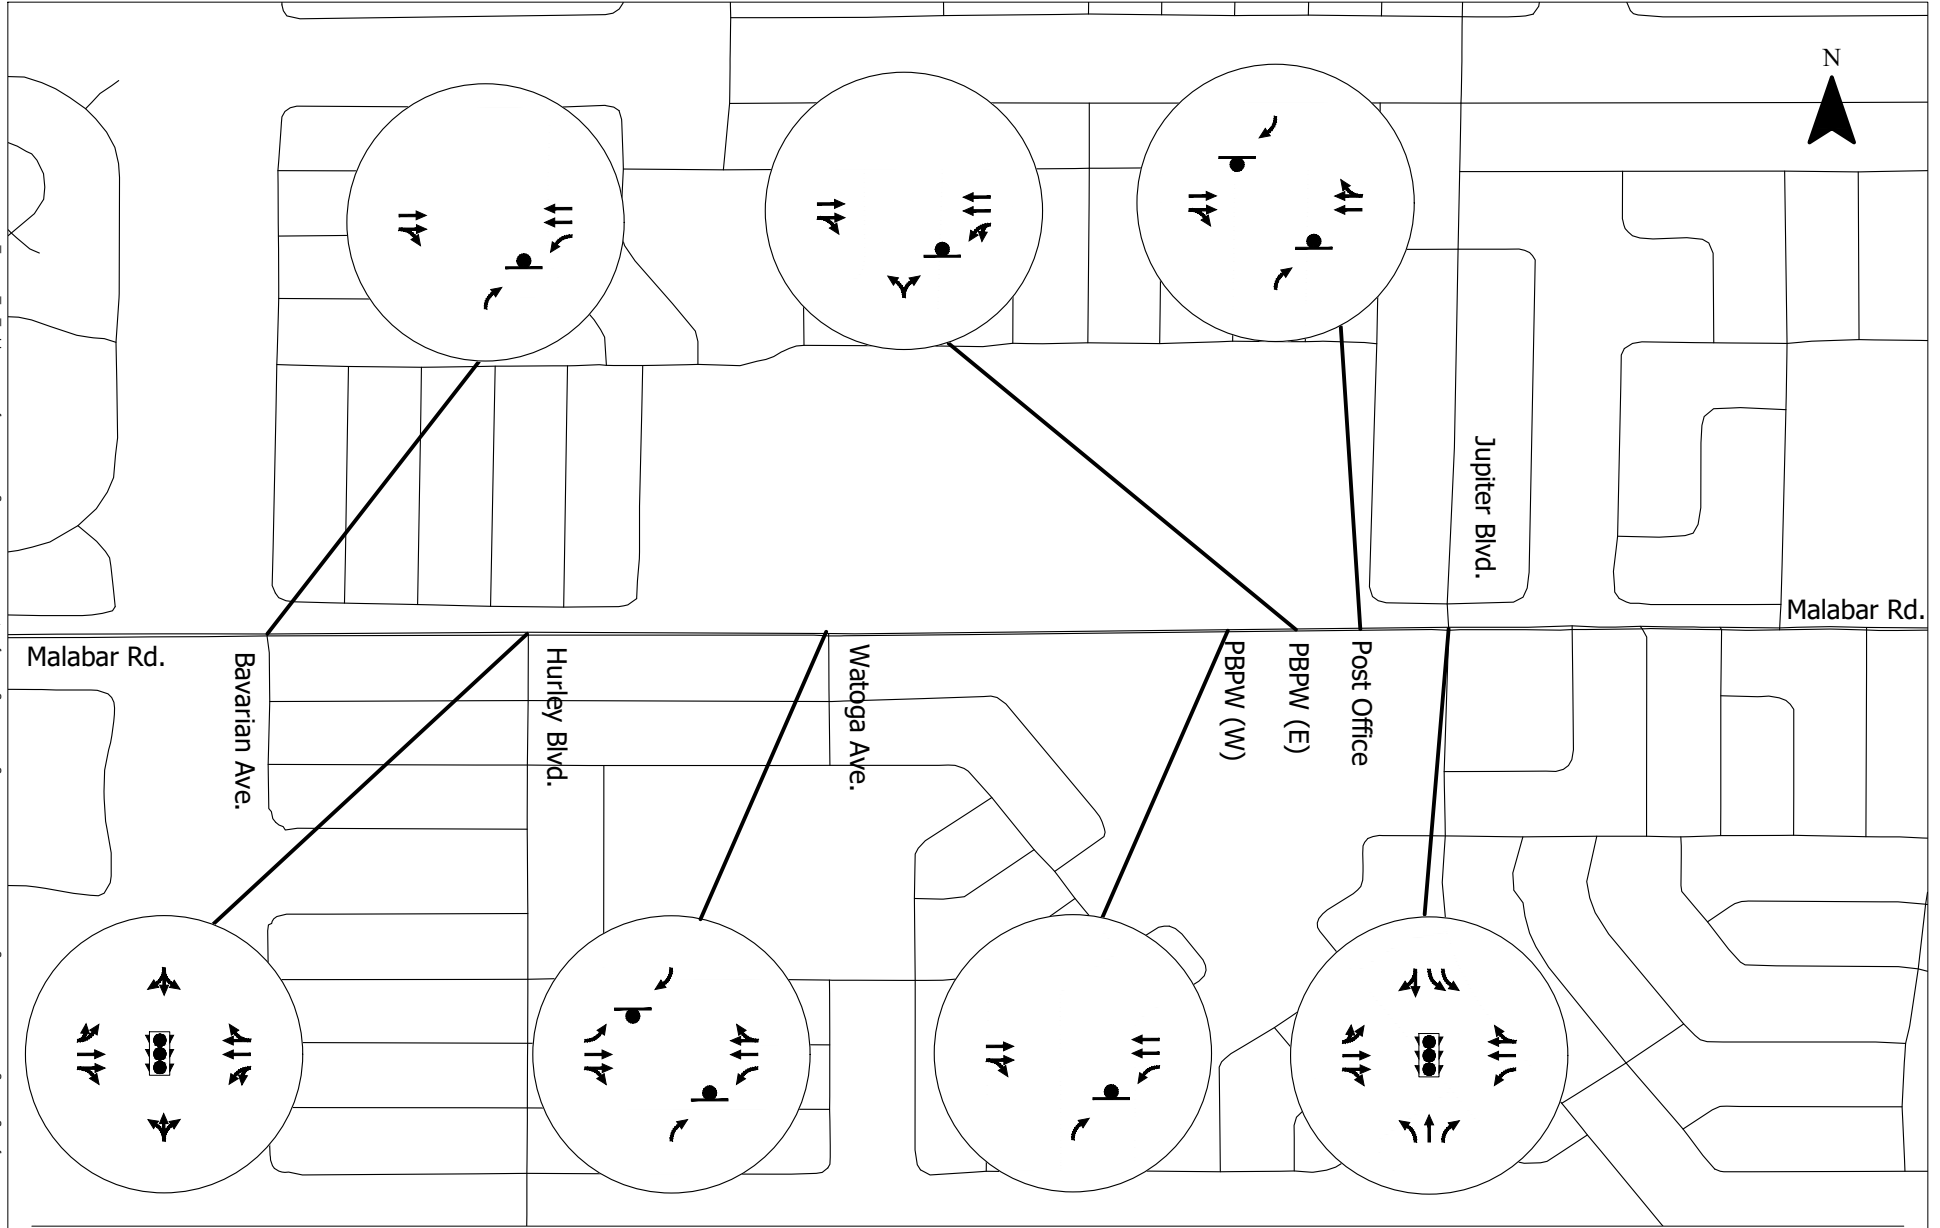 N
Jupiter Blvd.
Malabar Rd.
Malabar Rd.
Bavarian Ave.
Hurley Blvd.
Watoga Ave.
PBPW (W)
PBPW (E)
Post Office